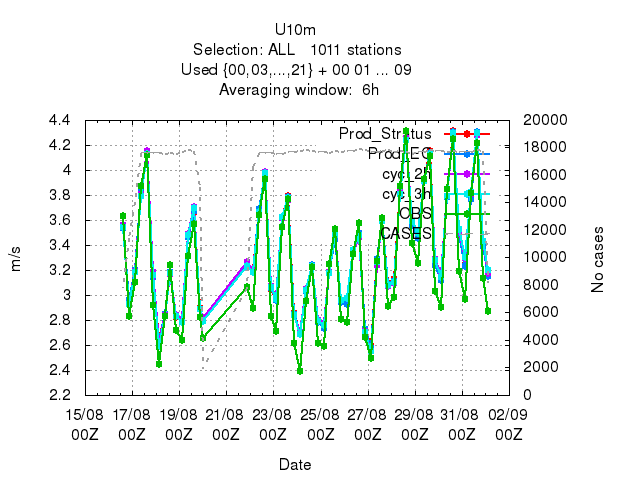 U10m
Selection: ALL   1011 stations
Used {00,03,...,21} + 00 01 ... 09
Averaging window:  6h
4.4
4.2
4
3.8
3.6
3.4
3.2
3
2.8
2.6
2.4
2.2
m/s
20000
18000
16000
14000
12000
10000
8000
6000
4000
2000
0
No cases
Prod_Stratus
Prod_EC
cyc_2h
cyc_3h
OBS
CASES
15/08 17/08 19/08 21/08 23/08 25/08 27/08 29/08 31/08 02/09
00Z 00Z 00Z 00Z 00Z 00Z 00Z 00Z 00Z 00Z
Date